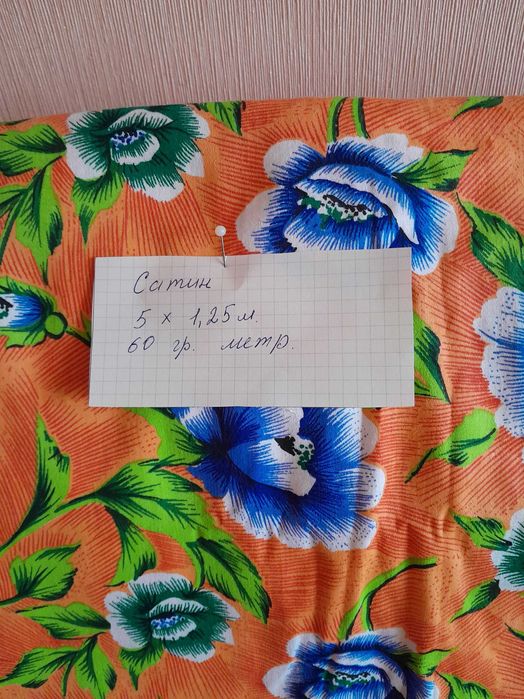 Сатин
5 х 1,25 м.
60 гр. метр.